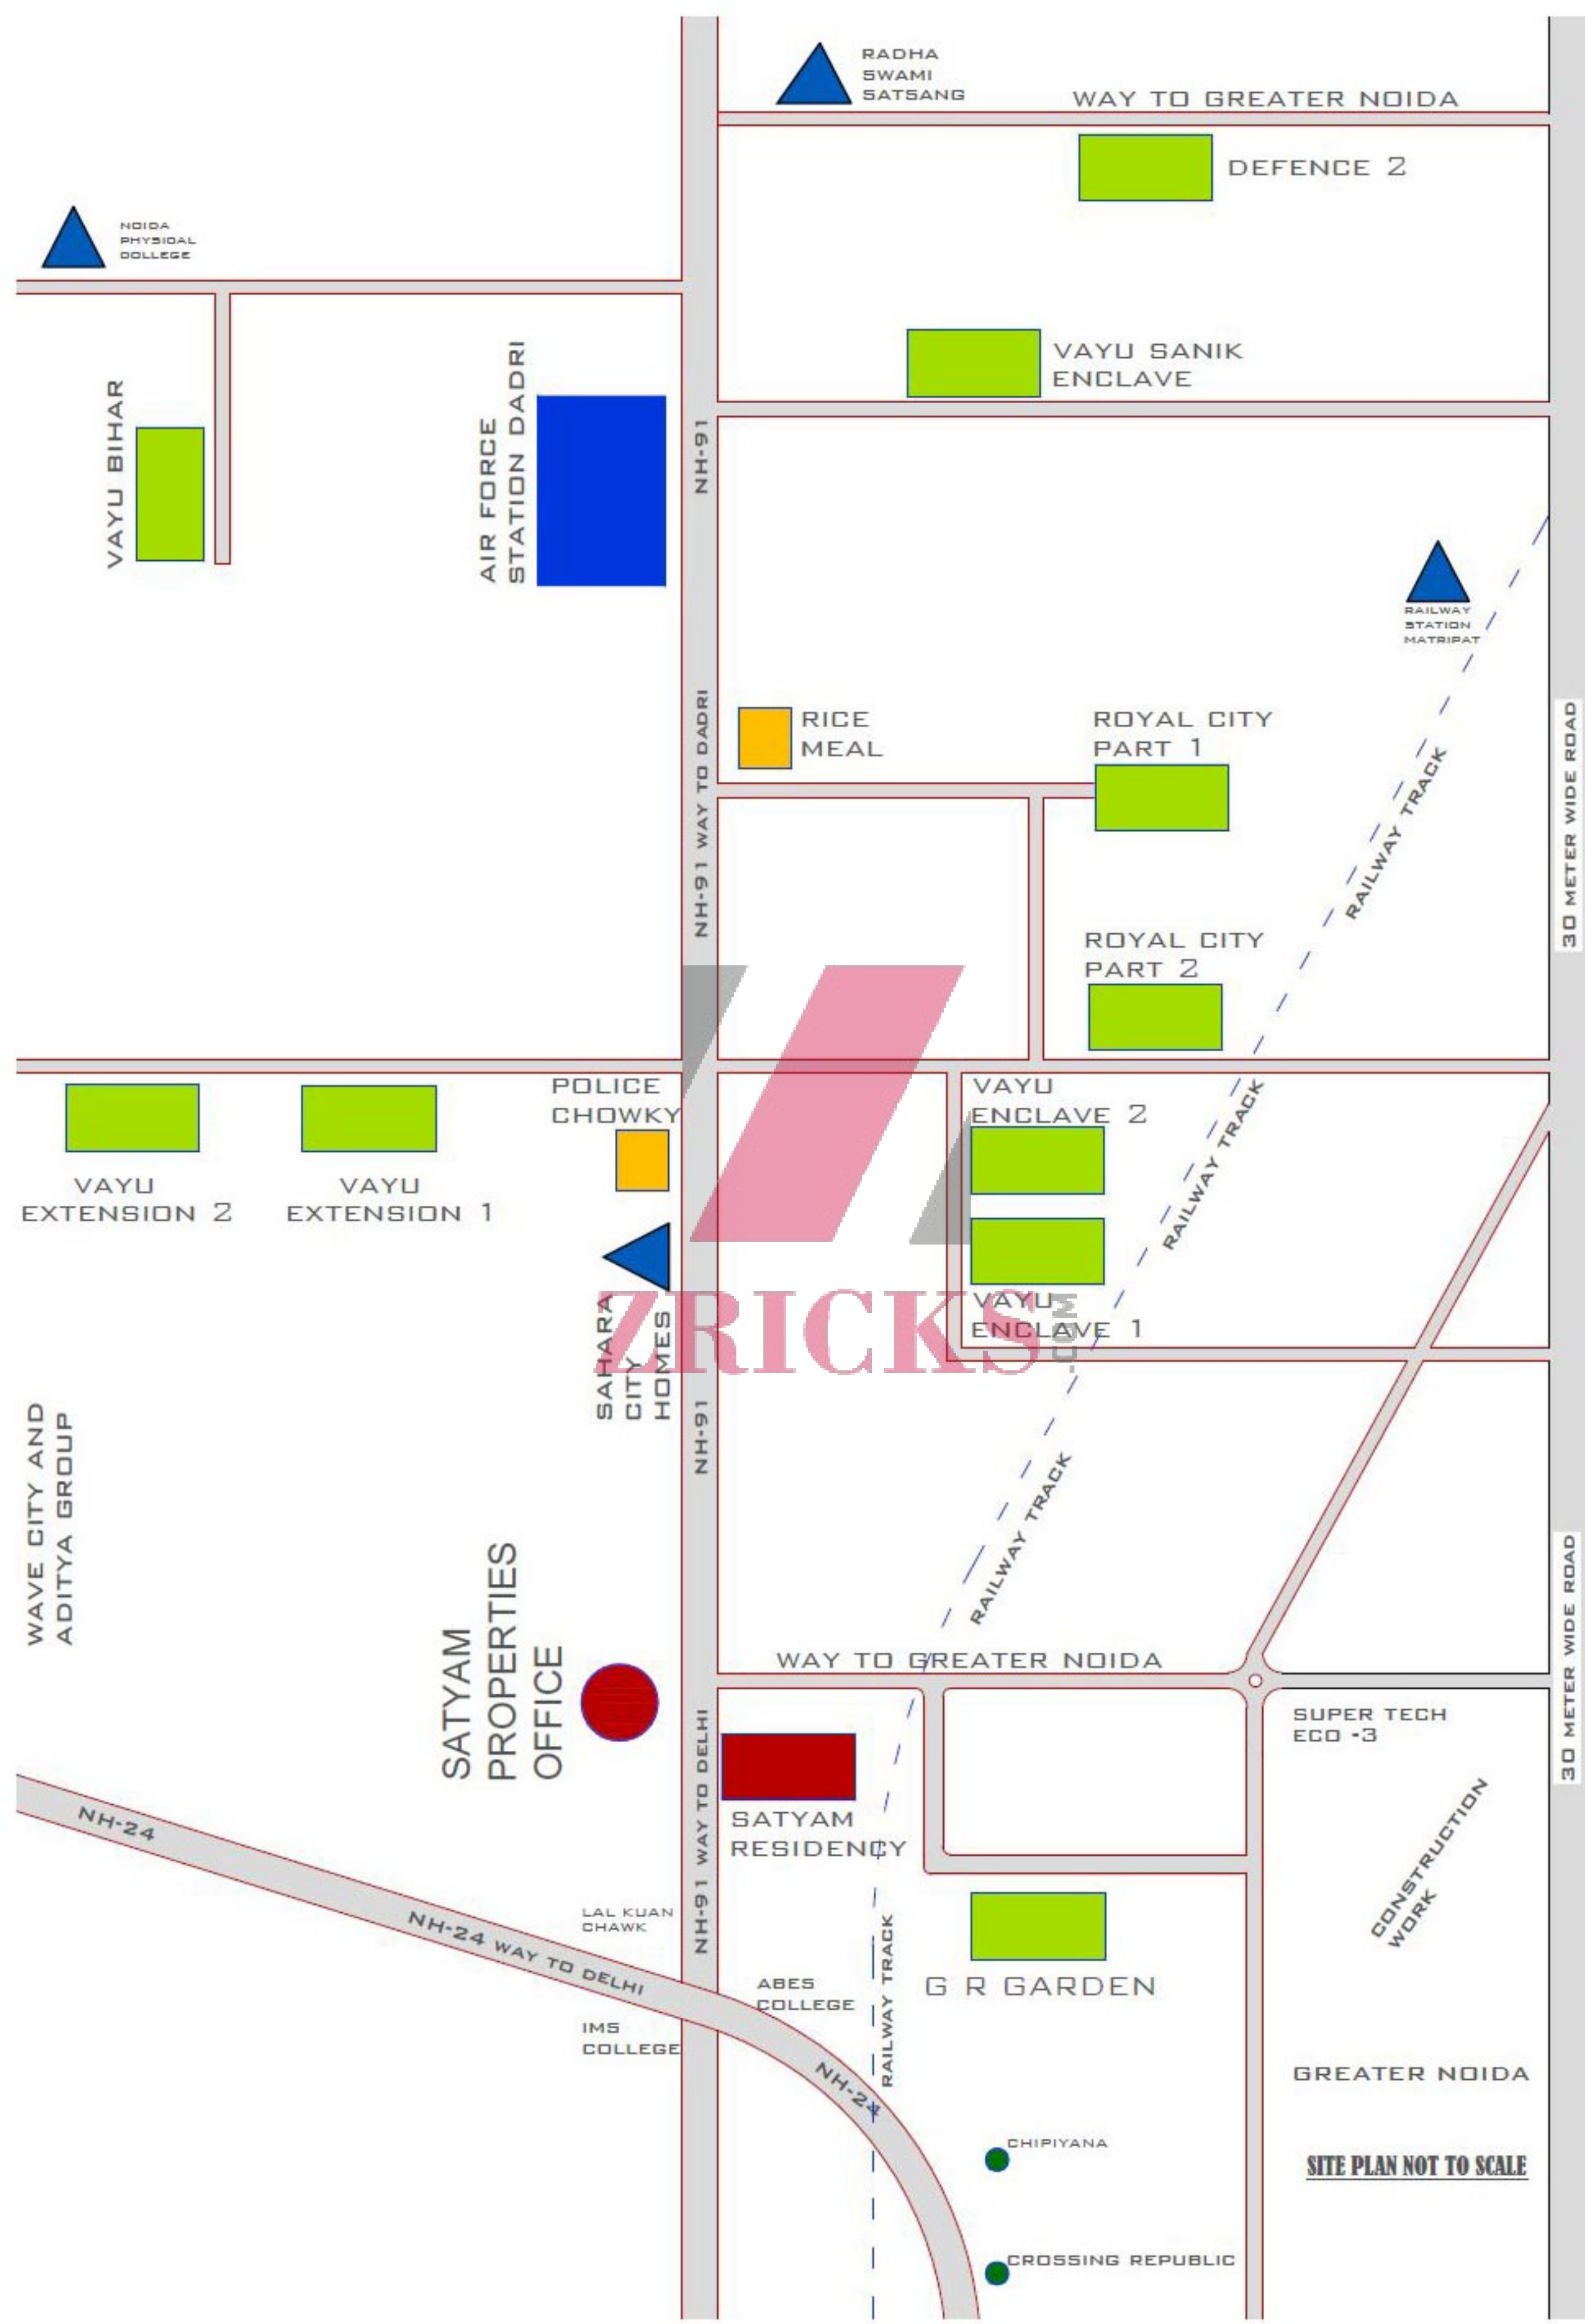 RADHA
SWAMI
SATSANG
WAY TO GREATER NOIDA
DEFENCE 2
NOIDA
PHYSICAL
COLLEGE
VAYU SANIK
ENCLAVE
VAYU BIHAR
AIR FORCE
STATION DADRI
NH-91
RAILWAY
STATION
MATRIPAT
RICE
MEAL
ROYAL CITY
PART 1
NH-91 WAY TO DADRI
RAILWAY TRACK
30 METER WIDE ROAD
ROYAL CITY
PART 2
POLICE
CHOWKY
VAYU
ENCLAVE 2
VAYU
EXTENSION 2
VAYU
EXTENSION 1
RAILWAY TRACK
VAYU
ENCLAVE 1
ZRICKS
.COM
SAHARA
CITY
HOMES
NH-91
WAVE CITY AND
ADITYA GROUP
RAILWAY TRACK
SATYAM
PROPERTIES
OFFICE
WAY TO GREATER NOIDA
30 METER WIDE ROAD
SUPER TECH
ECO -3
NH-91 WAY TO DELHI
SATYAM
RESIDENCY
NH-24
CONSTRUCTION
WORK
LAL KUAN
CHAWK
NH-24 WAY TO DELHI
RAILWAY TRACK
ABES
COLLEGE
G R GARDEN
IMS
COLLEGE
NH-24
GREATER NOIDA
CHIPIYANA
SITE PLAN NOT TO SCALE
CROSSING REPUBLIC